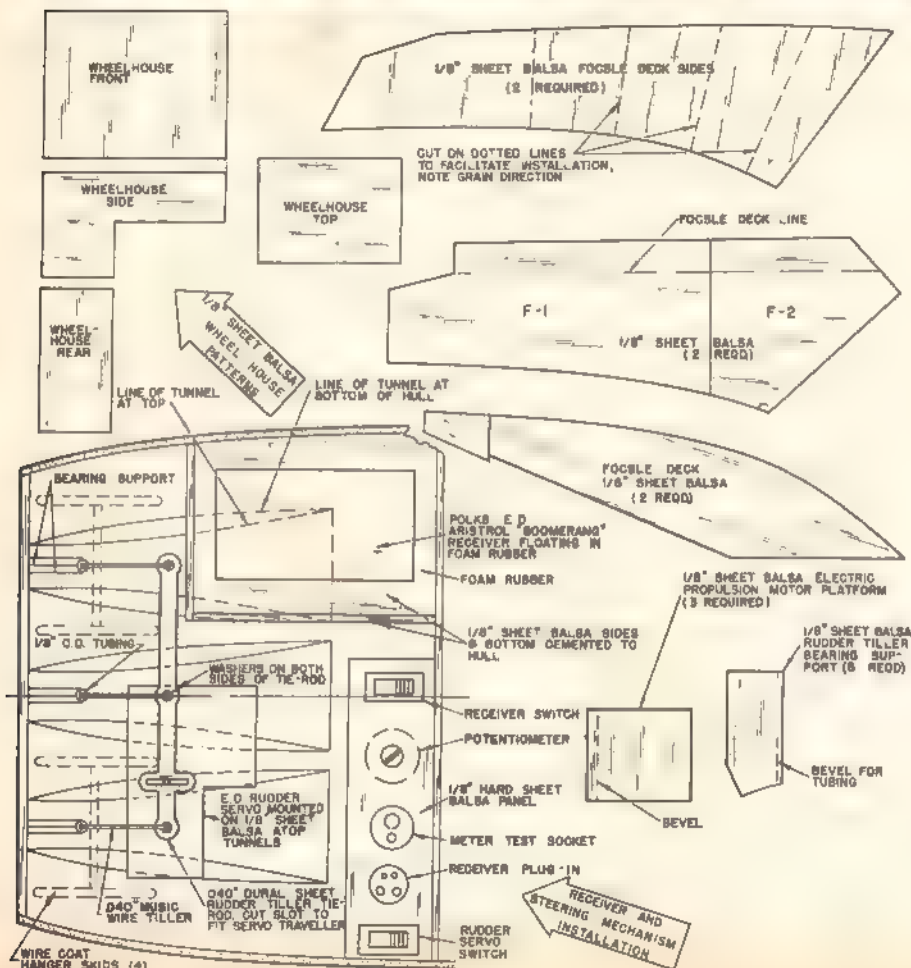 WHEELHOUSE
FRONT
1/8" SHEET BALSA FOCSLE DECK SIDES
(2 REQUIRED)
CUT ON DOTTED LINES
TO FACILITATE INSTALLATION,
NOTE GRAIN DIRECTION
WHEELHOUSE
SIDE
WHEELHOUSE
TOP
FOCSLE DECK LINE
F-1
F-2
1/8" SHEET BALSA
(2 REQD)
WHEEL-
HOUSE
REAR
1/8" SHEET BALSA
WHEEL HOUSE
PATTERNS
LINE OF TUNNEL
AT TOP
LINE OF TUNNEL AT
BOTTOM OF HULL
FOCSLE DECK
1/8" SHEET BALSA
(2 REQD)
BEARING SUPPORT
POLKS E D
ARISTROL "BOOMERANG"
RECEIVER FLOATING IN
FOAM RUBBER
FOAM RUBBER
1/8" SHEET BALSA SIDES
& BOTTOM CEMENTED TO
HULL
1/8" SHEET BALSA ELECTRIC
PROPULSION MOTOR PLATFORM
(3 REQUIRED)
1/8" SHEET BALSA
RUDDER TILLER
BEARING SUP-
PORT (6 REQD)
1/8" O.D. TUBING
WASHERS ON BOTH
SIDES OF TIE-ROD
RECEIVER SWITCH
POTENTIOMETER
1/8" HARD SHEET
BALSA PANEL
METER TEST SOCKET
RECEIVER PLUG-IN
RUDDER
SERVO
SWITCH
BEVEL
BEVEL FOR
TUBING
E.D RUDDER
SERVO MOUNTED
ON 1/8" SHEET
BALSA ATOP
TUNNELS
.040" MUSIC
WIRE TILLER
.040" DURAL SHEET
RUDDER TILLER TIE-
ROD. CUT SLOT TO
FIT SERVO TRAVELLER
WIRE COAT
HANGER SKIDS (4)
RECEIVER AND
STEERING MECHANISM
INSTALLATION